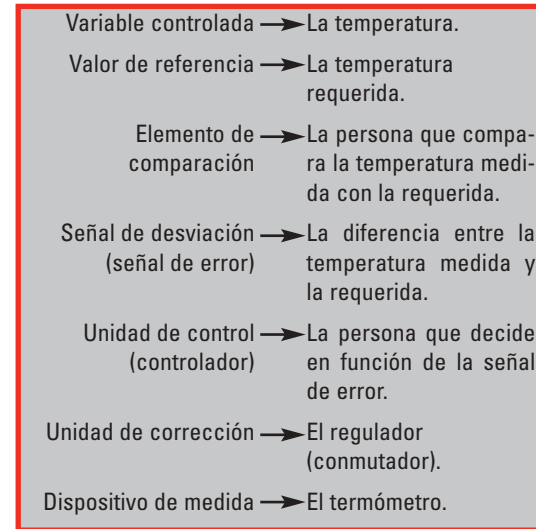 Variable controlada → La temperatura.
Valor de referencia → La temperatura
requerida.
Elemento de → La persona que compa-
comparación ra la temperatura medi-
da con la requerida.
Señal de desviación → La diferencia entre la
(señal de error) temperatura medida y
la requerida.
Unidad de control → La persona que decide
(controlador) en función de la señal
de error.
Unidad de corrección → El regulador
(conmutador).
Dispositivo de medida → El termómetro.